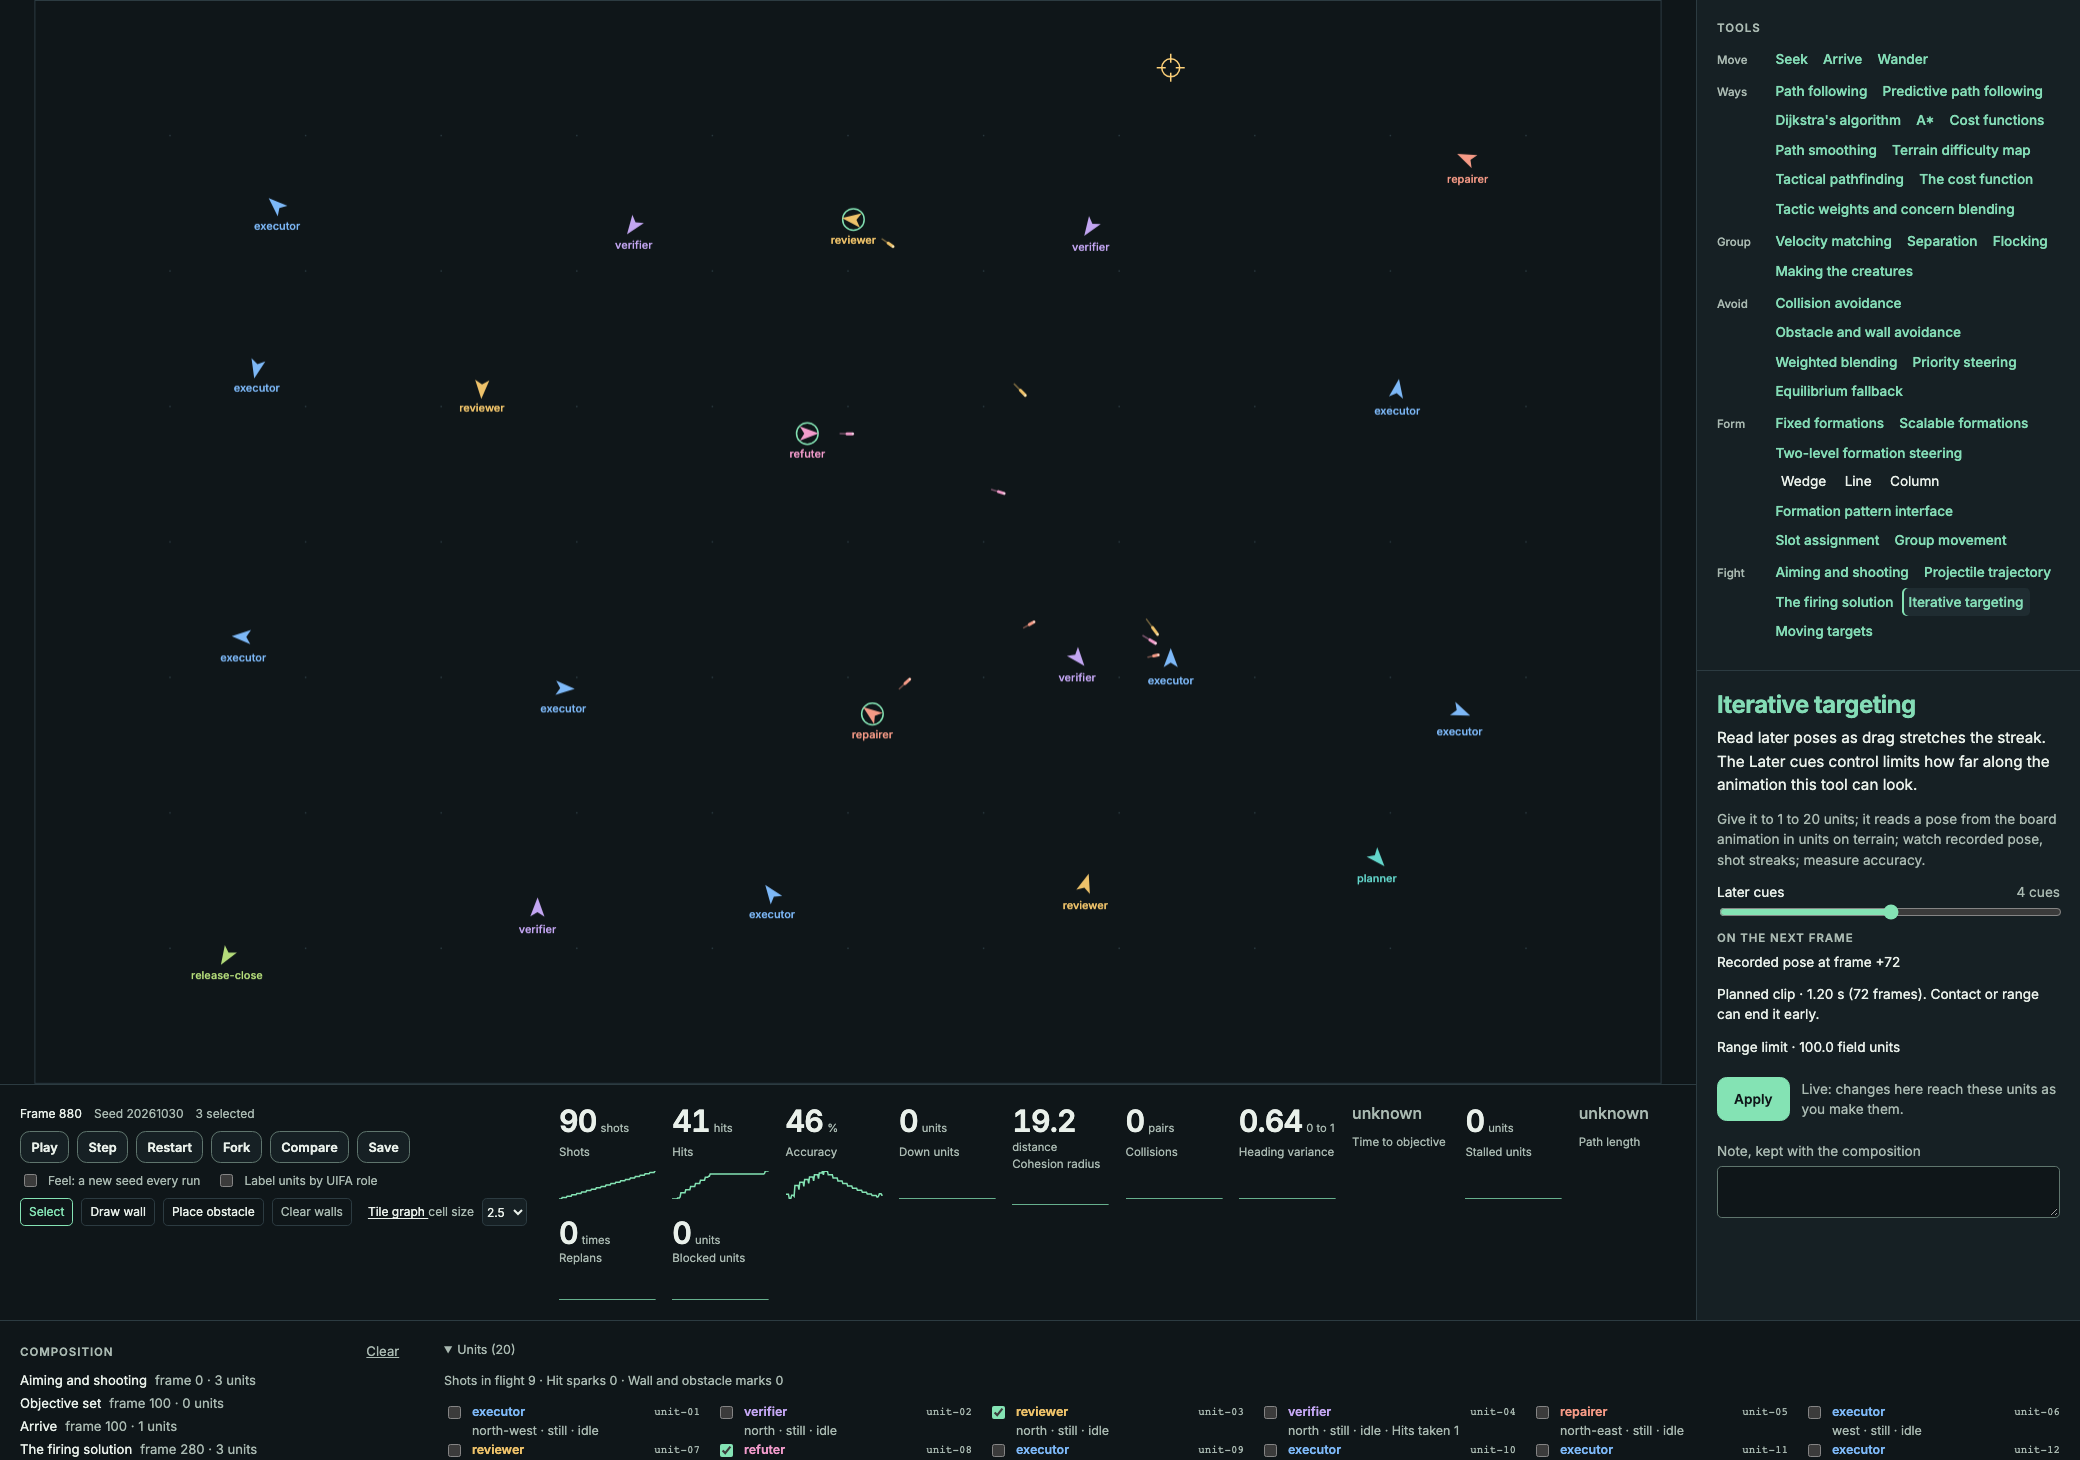 repairer
executor
verifier
reviewer
verifier
executor
reviewer
executor
refuter
executor
verifier
executor
executor
repairer
executor
planner
executor
reviewer
verifier
release-close
TOOLS
Move Seek Arrive Wander
Ways Path following Predictive path following
Dijkstra's algorithm A* Cost functions
Path smoothing Terrain difficulty map
Tactical pathfinding The cost function
Tactic weights and concern blending
Group Velocity matching Separation Flocking
Making the creatures
Avoid Collision avoidance
Obstacle and wall avoidance
Weighted blending Priority steering
Equilibrium fallback
Form Fixed formations Scalable formations
Two-level formation steering
Wedge Line Column
Formation pattern interface
Slot assignment Group movement
Fight Aiming and shooting Projectile trajectory
The firing solution Iterative targeting
Moving targets
Iterative targeting
Read later poses as drag stretches the streak.
The Later cues control limits how far along the
animation this tool can look.
Give it to 1 to 20 units; it reads a pose from the board
animation in units on terrain; watch recorded pose,
shot streaks; measure accuracy.
Later cues 4 cues
ON THE NEXT FRAME
Recorded pose at frame +72
Planned clip · 1.20 s (72 frames). Contact or range
can end it early.
Range limit · 100.0 field units
Apply Live: changes here reach these units as
you make them.
Note, kept with the composition
Frame 880 Seed 20261030 3 selected
Play Step Restart Fork Compare Save
Feel: a new seed every run Label units by UIFA role
Select Draw wall Place obstacle Clear walls Tile graph cell size 2.5
90 shots
Shots
41 hits
Hits
46 %
Accuracy
0 units
Down units
19.2
distance
Cohesion radius
0 pairs
Collisions
0.64 0 to 1
Heading variance
unknown
Time to objective
0 units
Stalled units
unknown
Path length
0 times
Replans
0 units
Blocked units
COMPOSITION Clear
Aiming and shooting frame 0 · 3 units
Objective set frame 100 · 0 units
Arrive frame 100 · 1 units
The firing solution frame 280 · 3 units
▼ Units (20)
Shots in flight 9 · Hit sparks 0 · Wall and obstacle marks 0
executor unit-01 verifier unit-02 reviewer unit-03 verifier unit-04 repairer unit-05 executor unit-06
north-west · still · idle north · still · idle north · still · idle north · still · idle · Hits taken 1 north-east · still · idle west · still · idle
reviewer unit-07 refuter unit-08 executor unit-09 executor unit-10 executor unit-11 executor unit-12